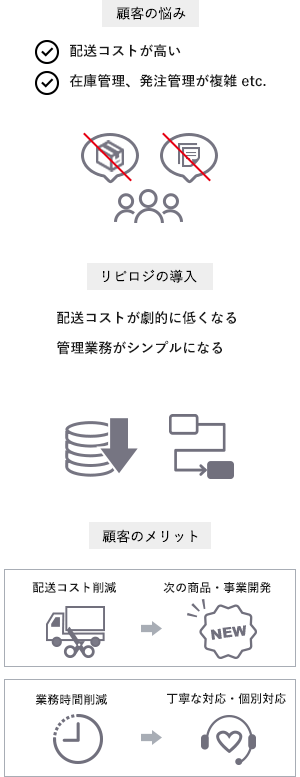 顧客の悩み
配送コストが高い
在庫管理、発注管理が複雑 etc.
リピロジの導入
配送コストが劇的に低くなる
管理業務がシンプルになる
顧客のメリット
配送コスト削減
次の商品・事業開発
NEW
業務時間削減
丁寧な対応・個別対応